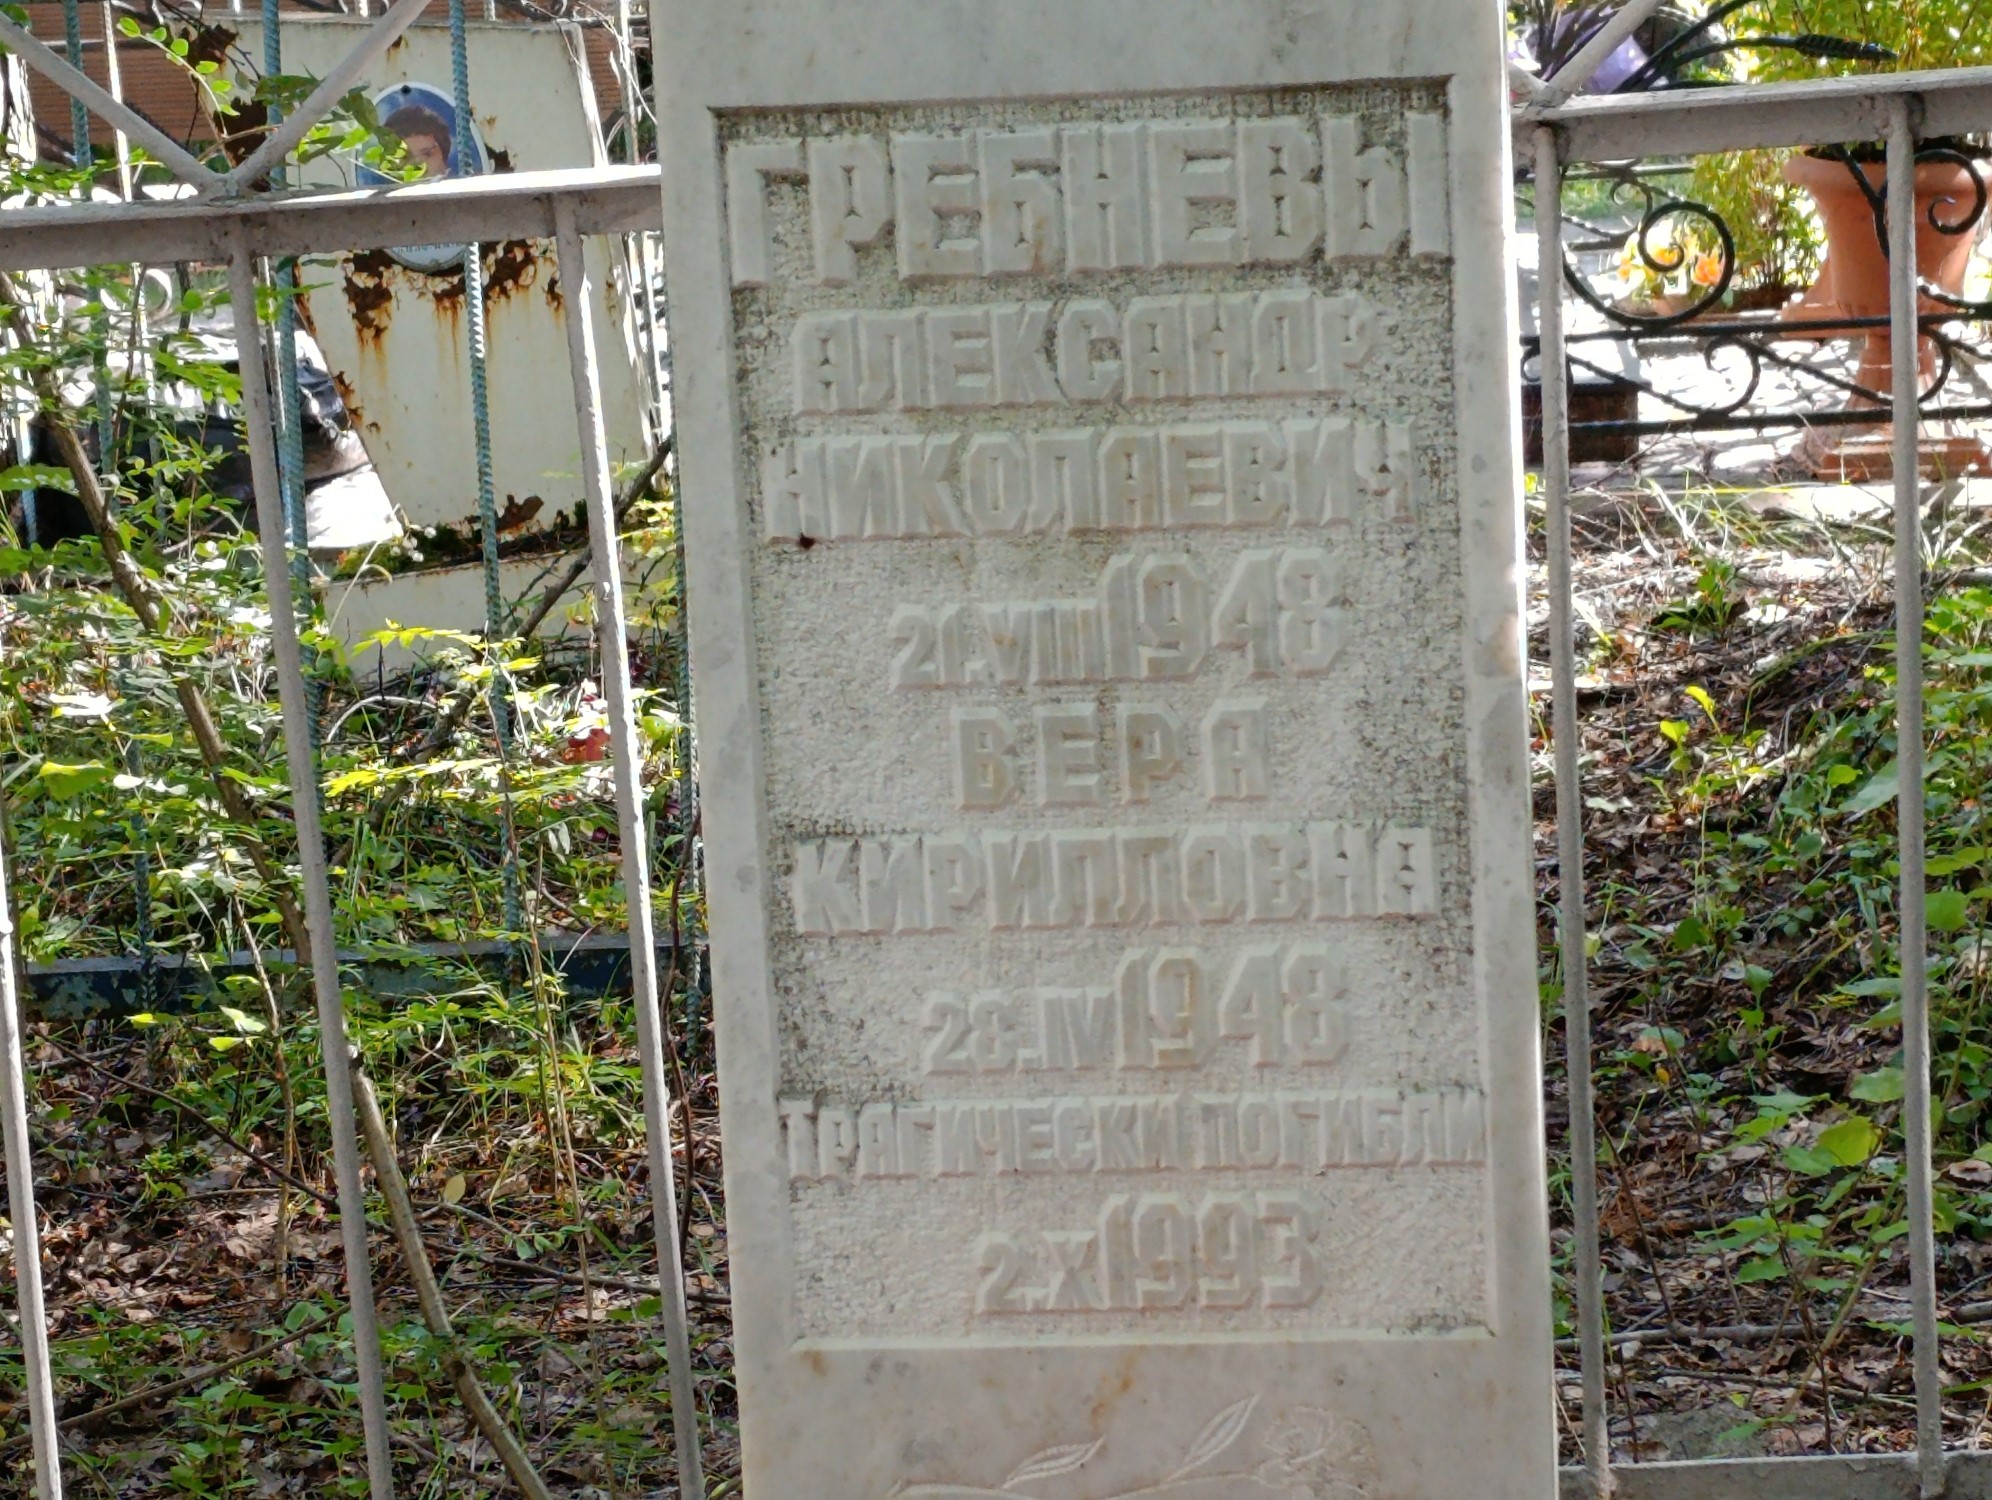 ГРЕБНЕВЫ
АЛЕКСАНДР
НИКОЛАЕВИЧ
21.VIII 1948
ВЕРА
КИРИЛЛОВНА
28.IV 1948
ТРАГИЧЕСКИ ПОГИБЛИ
2.X 1993